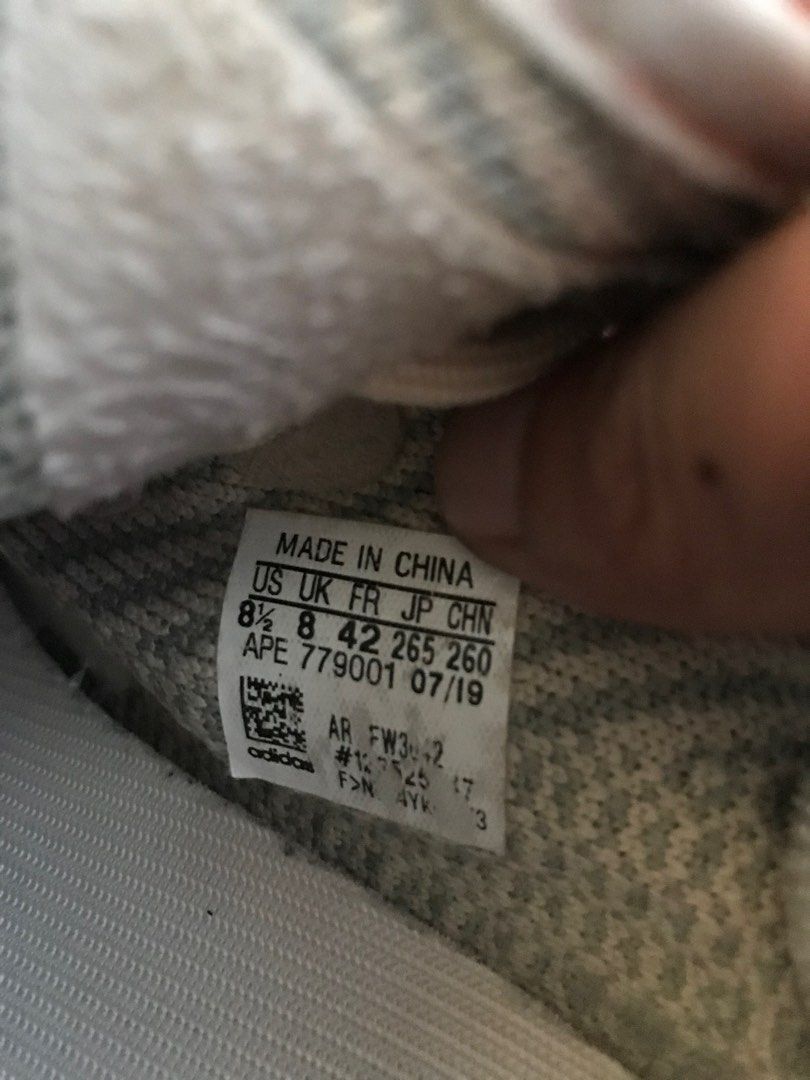 MADE IN CHINA
US UK FR JP CHN
8½ 8 42 265 260
APE 779001 07/19
AR
adidas